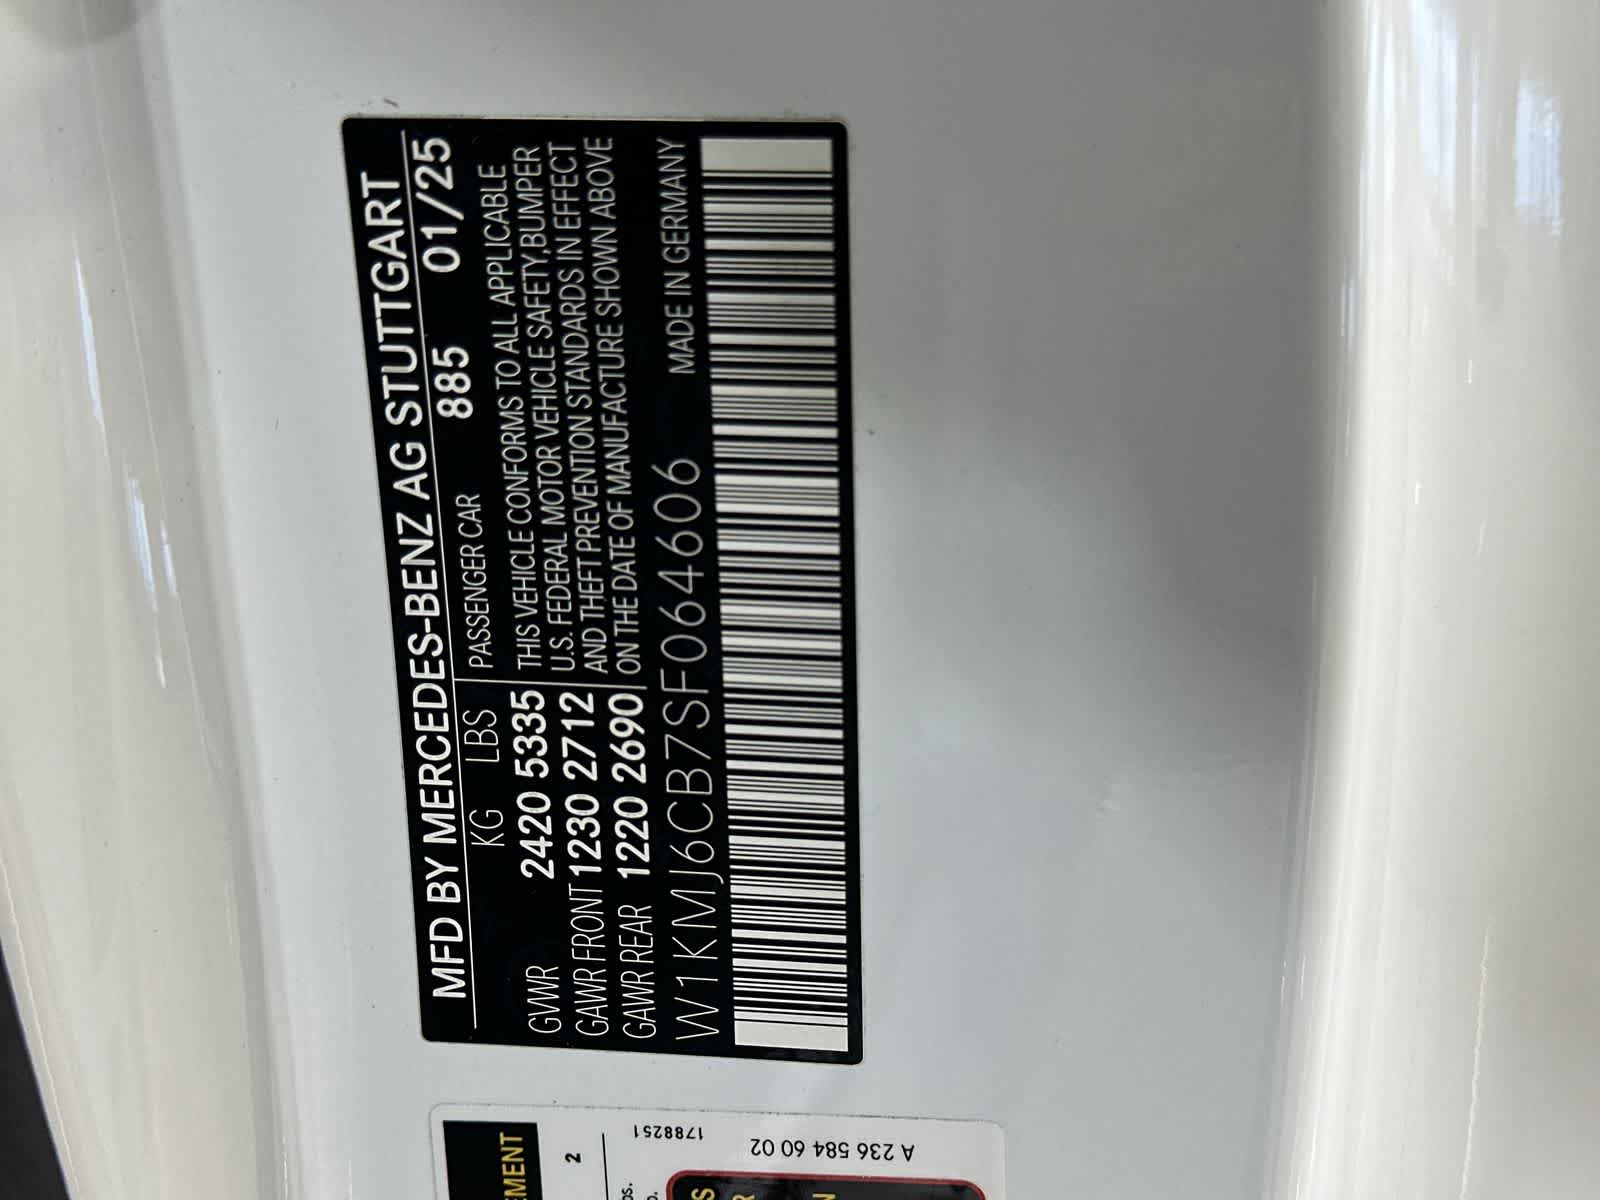 MFD BY MERCEDES-BENZ AG STUTTGART
KG LBS PASSENGER CAR 885 01/25
GVWR 2420 5335 THIS VEHICLE CONFORMS TO ALL APPLICABLE
U.S. FEDERAL MOTOR VEHICLE SAFETY,BUMPER
GAWR FRONT 1230 2712 AND THEFT PREVENTION STANDARDS IN EFFECT
GAWR REAR 1220 2690 ON THE DATE OF MANUFACTURE SHOWN ABOVE
W1KMJ6CB7SF064606 MADE IN GERMANY
2
1788251
A 236 584 60 02